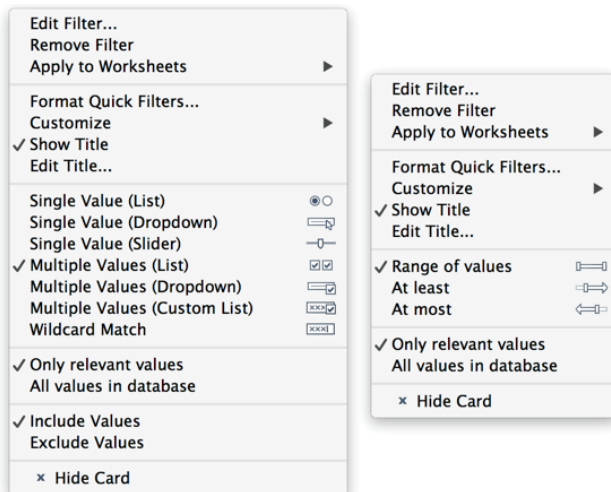 Edit Filter...
Remove Filter
Apply to Worksheets
Format Quick Filters...
Customize
Show Title
Edit Title...
Single Value (List)
Single Value (Dropdown)
Single Value (Slider)
Multiple Values (List)
Multiple Values (Dropdown)
Multiple Values (Custom List)
Wildcard Match
Only relevant values
All values in database
Include Values
Exclude Values
Hide Card
Edit Filter...
Remove Filter
Apply to Worksheets
Format Quick Filters...
Customize
Show Title
Edit Title...
Range of values
At least
At most
Only relevant values
All values in database
Hide Card